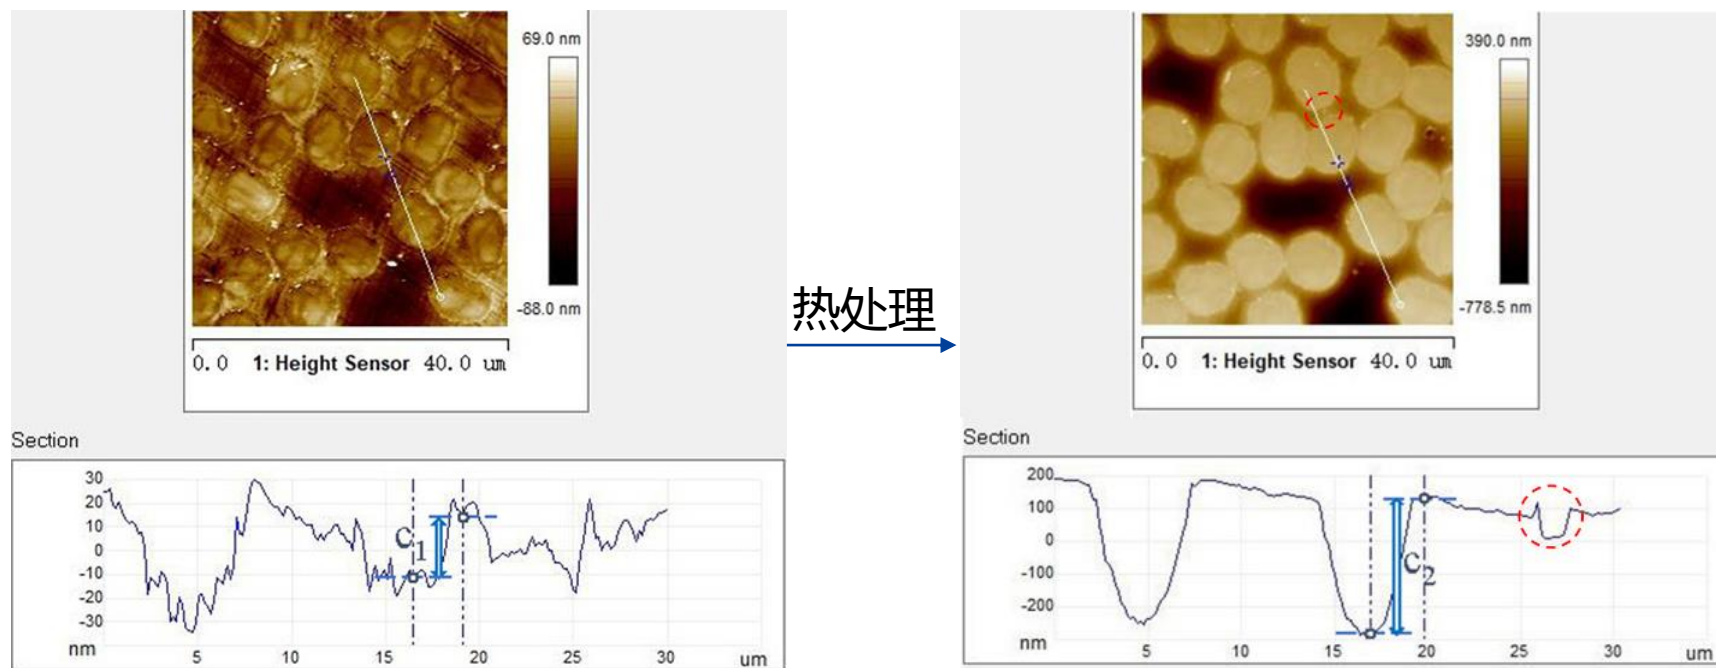 69.0 nm
-88.0 nm
0.0 1: Height Sensor 40.0 um
Section
30
20
10
0
-10
-20
-30
nm
C1
5 10 15 20 25 30 um
热处理
390.0 nm
-778.5 nm
0.0 1: Height Sensor 40.0 um
Section
200
100
0
-100
-200
nm
C2
5 10 15 20 25 30 um